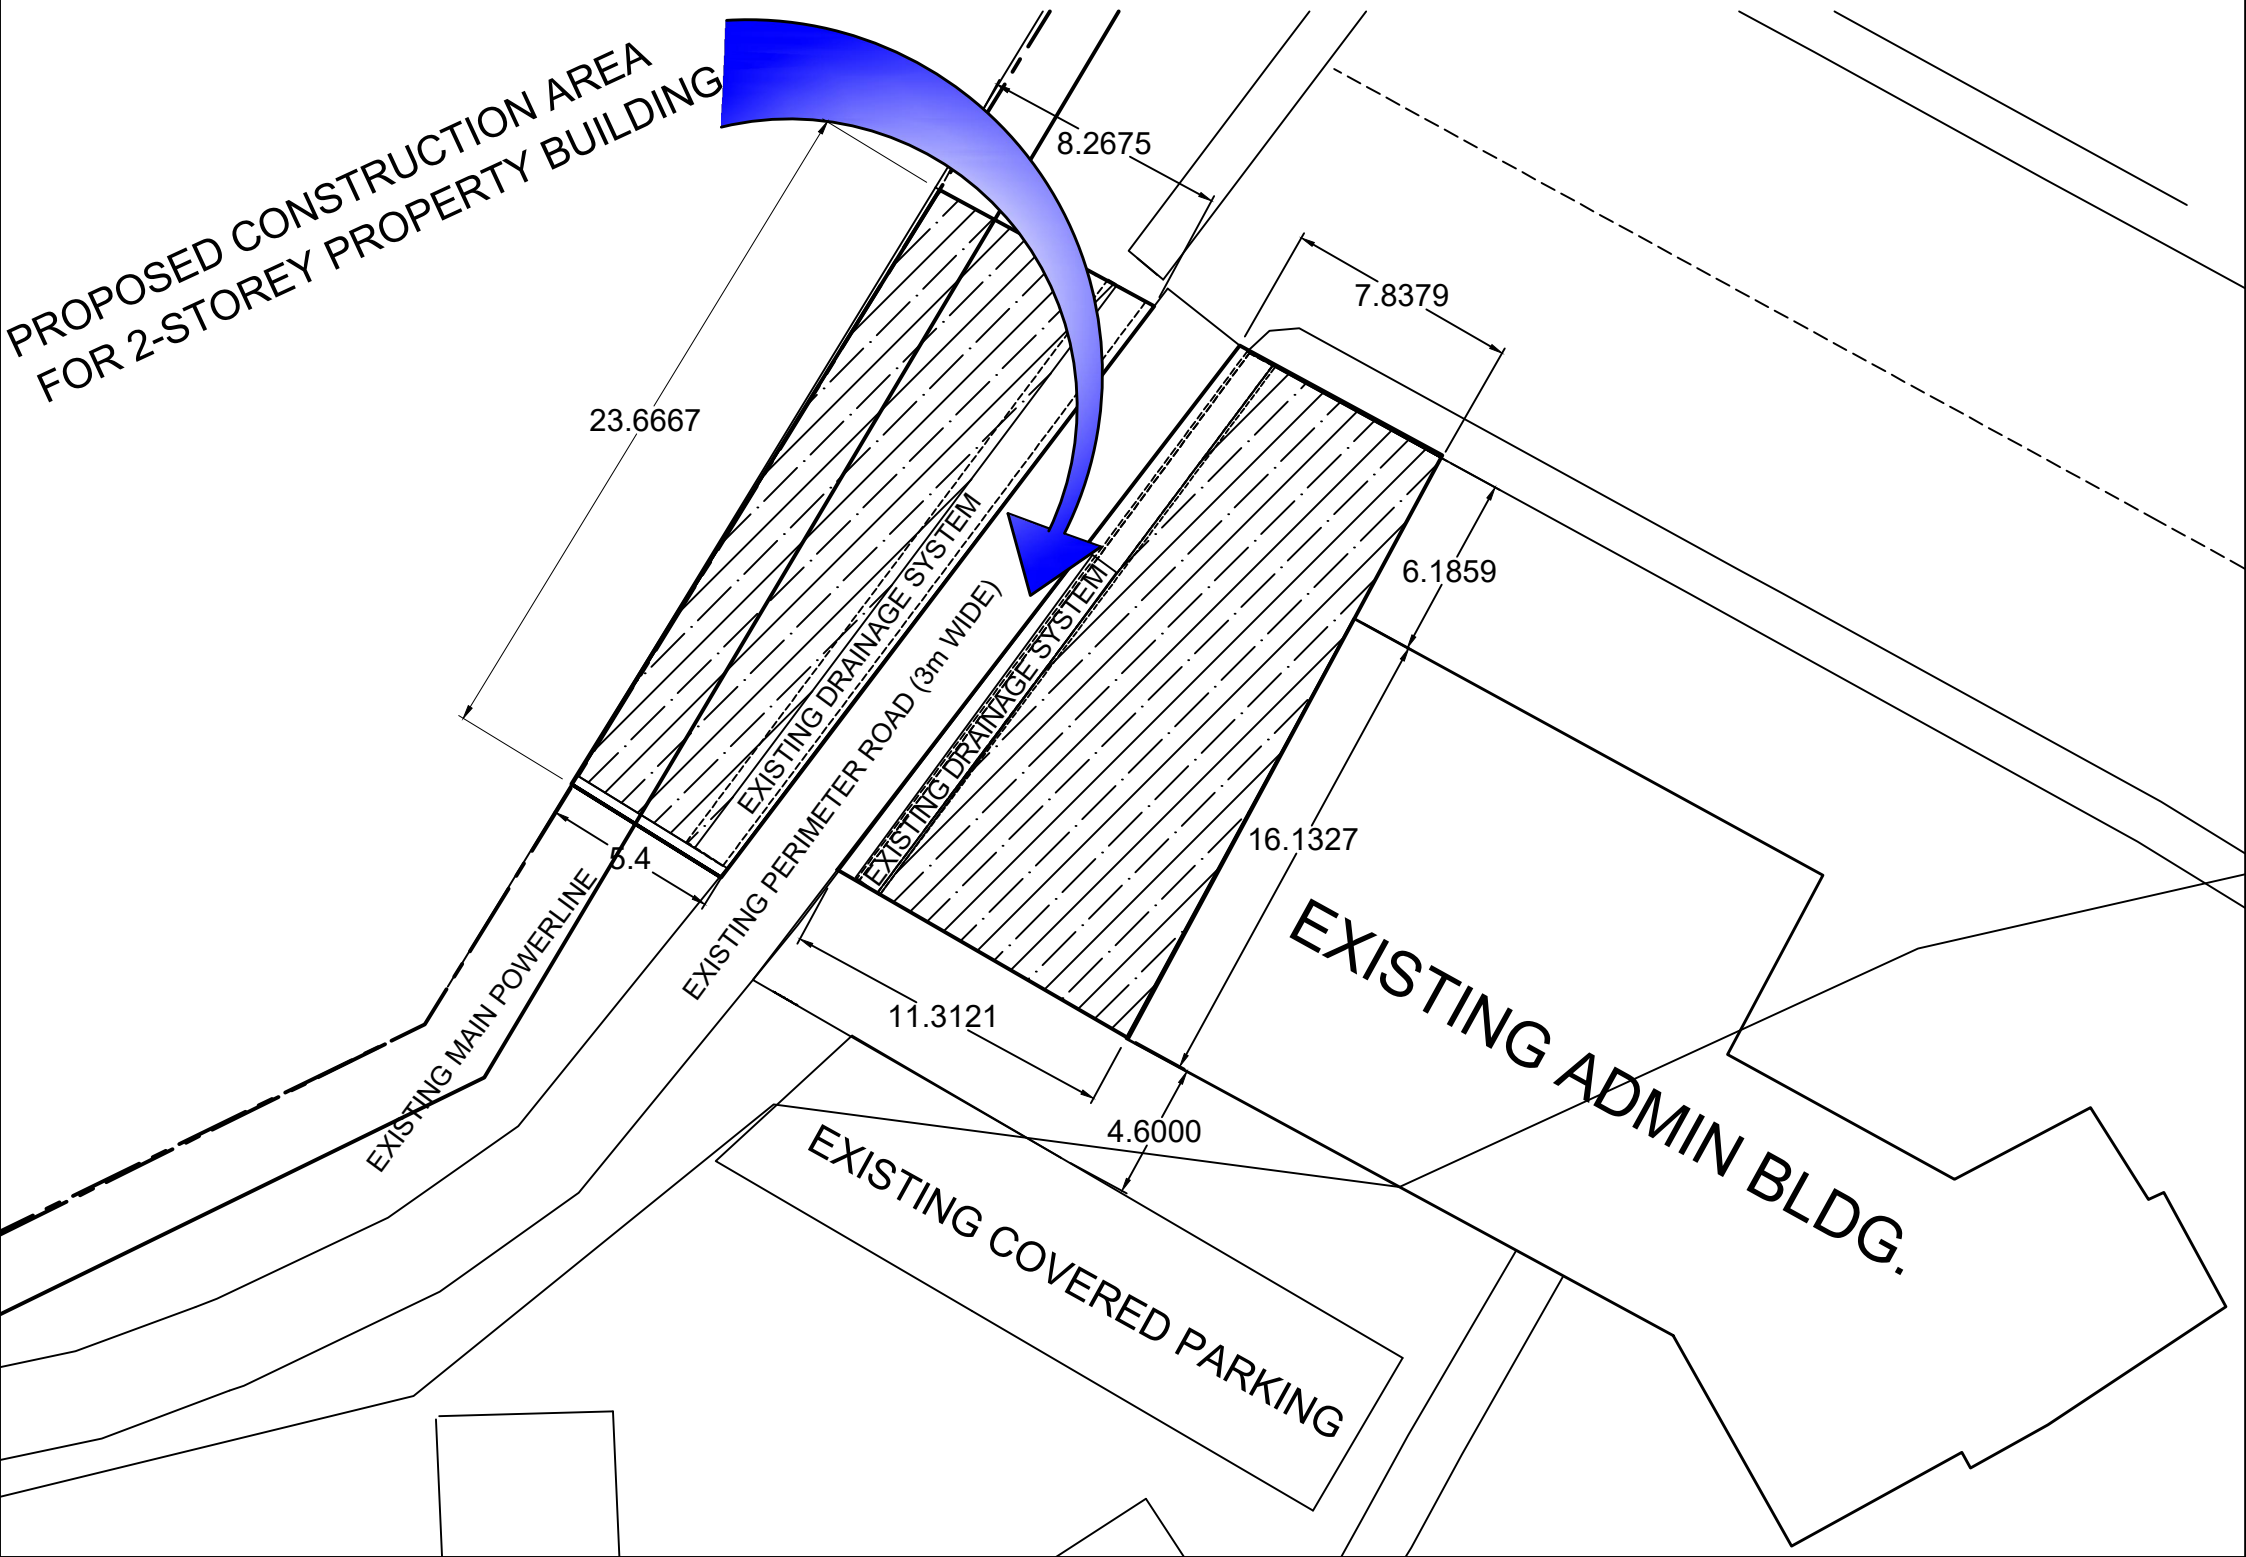 PROPOSED CONSTRUCTION AREA
FOR 2-STOREY PROPERTY BUILDING
8.2675
7.8379
23.6667
6.1859
EXISTING DRAINAGE SYSTEM
EXISTING PERIMETER ROAD (3m WIDE)
EXISTING DRAINAGE SYSTEM
16.1327
5.4
EXISTING MAIN POWERLINE
11.3121
EXISTING ADMIN BLDG.
4.6000
EXISTING COVERED PARKING